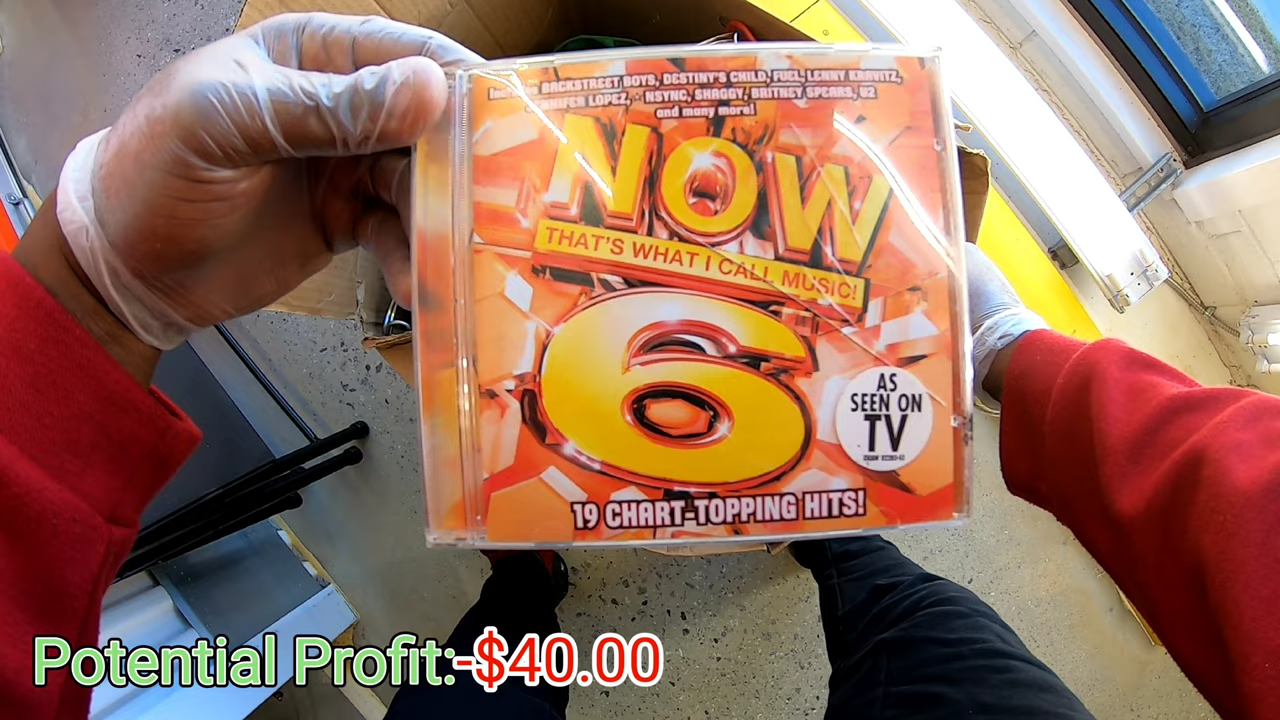 BACKSTREET BOYS, DESTINY'S CHILD, FUEL, LENNY KRAVITZ,
LOPEZ, *NSYNC, SHAGGY, BRITNEY SPEARS, U2
and many more!
NOW
THAT'S WHAT I CALL MUSIC!
6
AS
SEEN ON
TV
19 CHART-TOPPING HITS!
Potential Profit:-$40.00